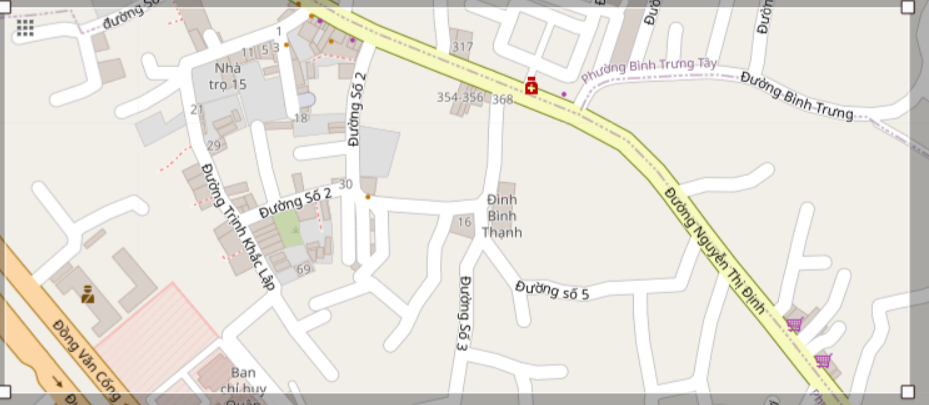 đường Số
1
11
5
3
317
Nhà
trọ 15
Phường Bình Trưng Tây
Đường Bình Trưng
Đường Số 2
354-356
368
21
18
29
30
Đường Trịnh Khắc Lập
Đường Số 2
Đình
Bình
Thạnh
16
Đường Nguyễn Thị Định
69
Đường số 5
Đường Số 3
Đồng Văn Cống
Ban
chỉ huy
Quân